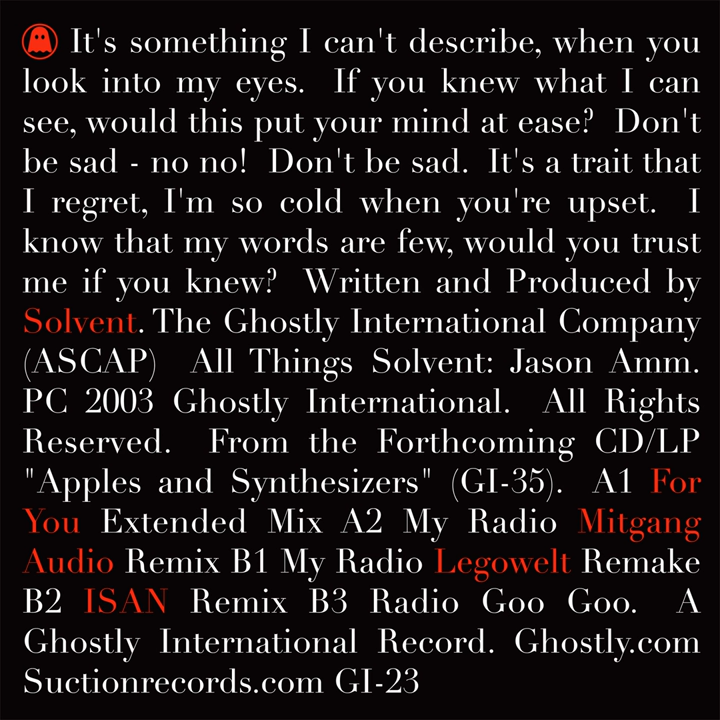 It's something I can't describe, when you
look into my eyes. If you knew what I can
see, would this put your mind at ease? Don't
be sad - no no! Don't be sad. It's a trait that
I regret, I'm so cold when you're upset. I
know that my words are few, would you trust
me if you knew? Written and Produced by
Solvent. The Ghostly International Company
(ASCAP) All Things Solvent: Jason Amm.
PC 2003 Ghostly International. All Rights
Reserved. From the Forthcoming CD/LP
"Apples and Synthesizers" (GI-35). A1 For
You Extended Mix A2 My Radio Mitgang
Audio Remix B1 My Radio Legowelt Remake
B2 ISAN Remix B3 Radio Goo Goo. A
Ghostly International Record. Ghostly.com
Suctionrecords.com GI-23